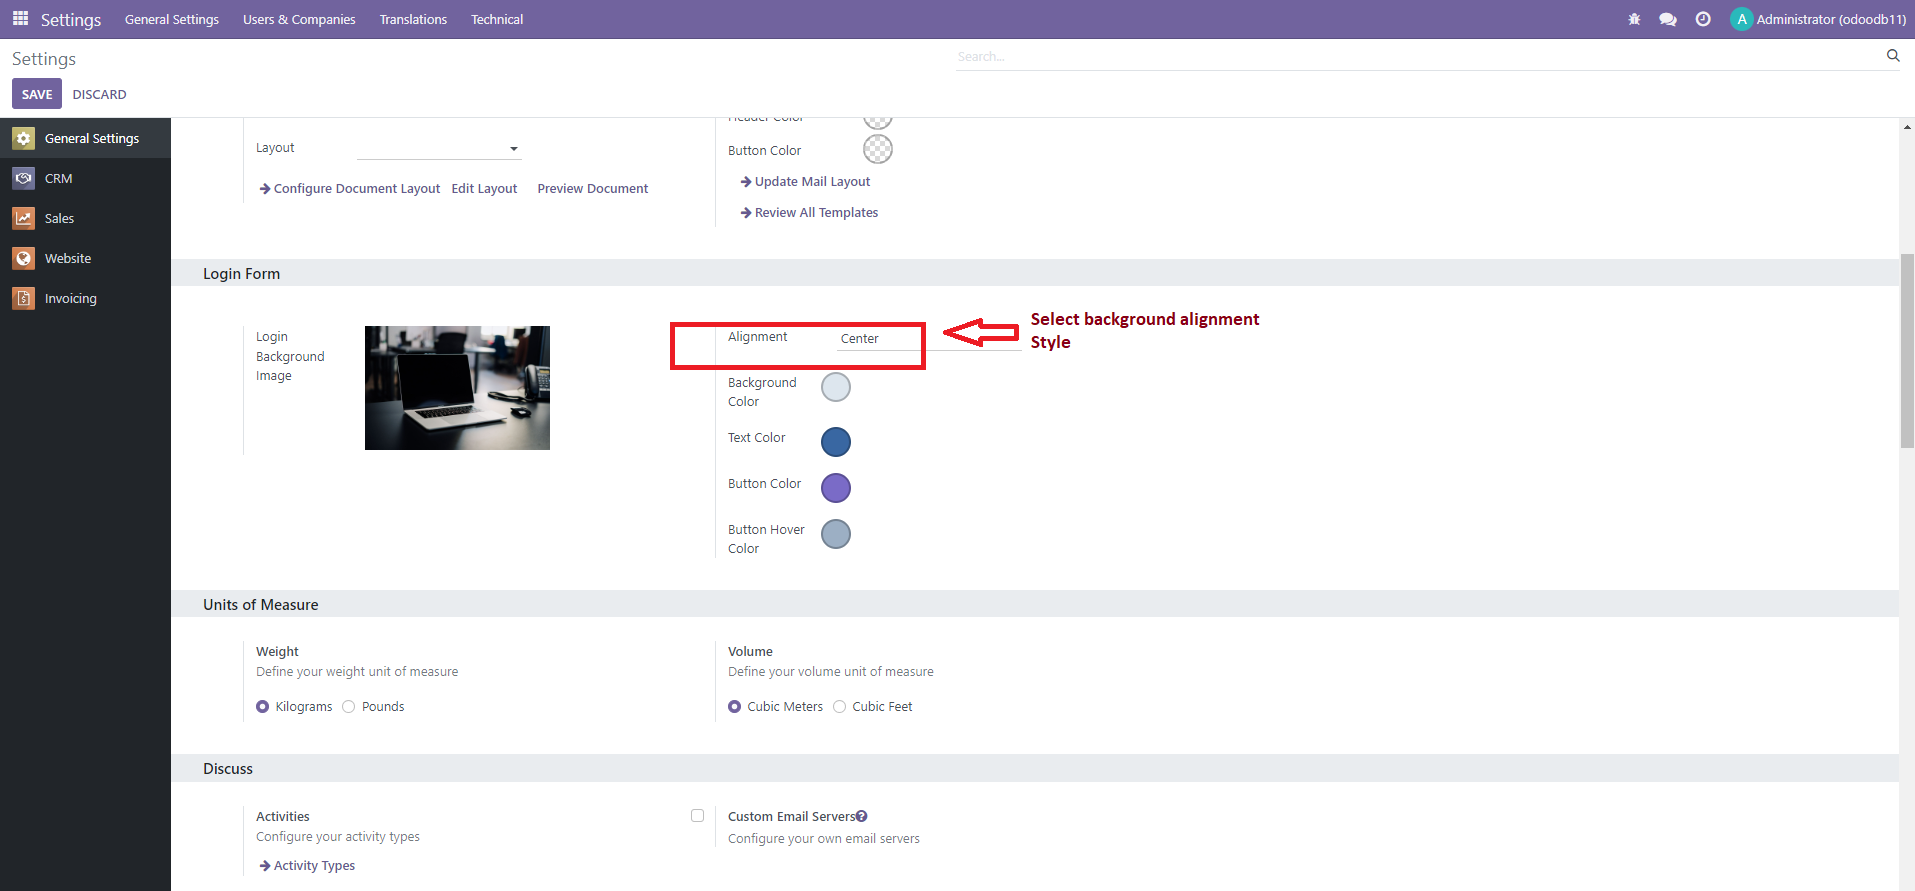 Settings General Settings Users & Companies Translations Technical A Administrator (odoodb11)
Settings
Search...
SAVE DISCARD
General Settings
CRM
Sales
Website
Invoicing
Header Color
Layout
Button Color
Configure Document Layout Edit Layout Preview Document
Update Mail Layout
Review All Templates
Login Form
Login
Background
Image
Alignment Center
Select background alignment
Style
Background
Color
Text Color
Button Color
Button Hover
Color
Units of Measure
Weight
Define your weight unit of measure
Kilograms Pounds
Volume
Define your volume unit of measure
Cubic Meters Cubic Feet
Discuss
Activities
Configure your activity types
Activity Types
Custom Email Servers
Configure your own email servers